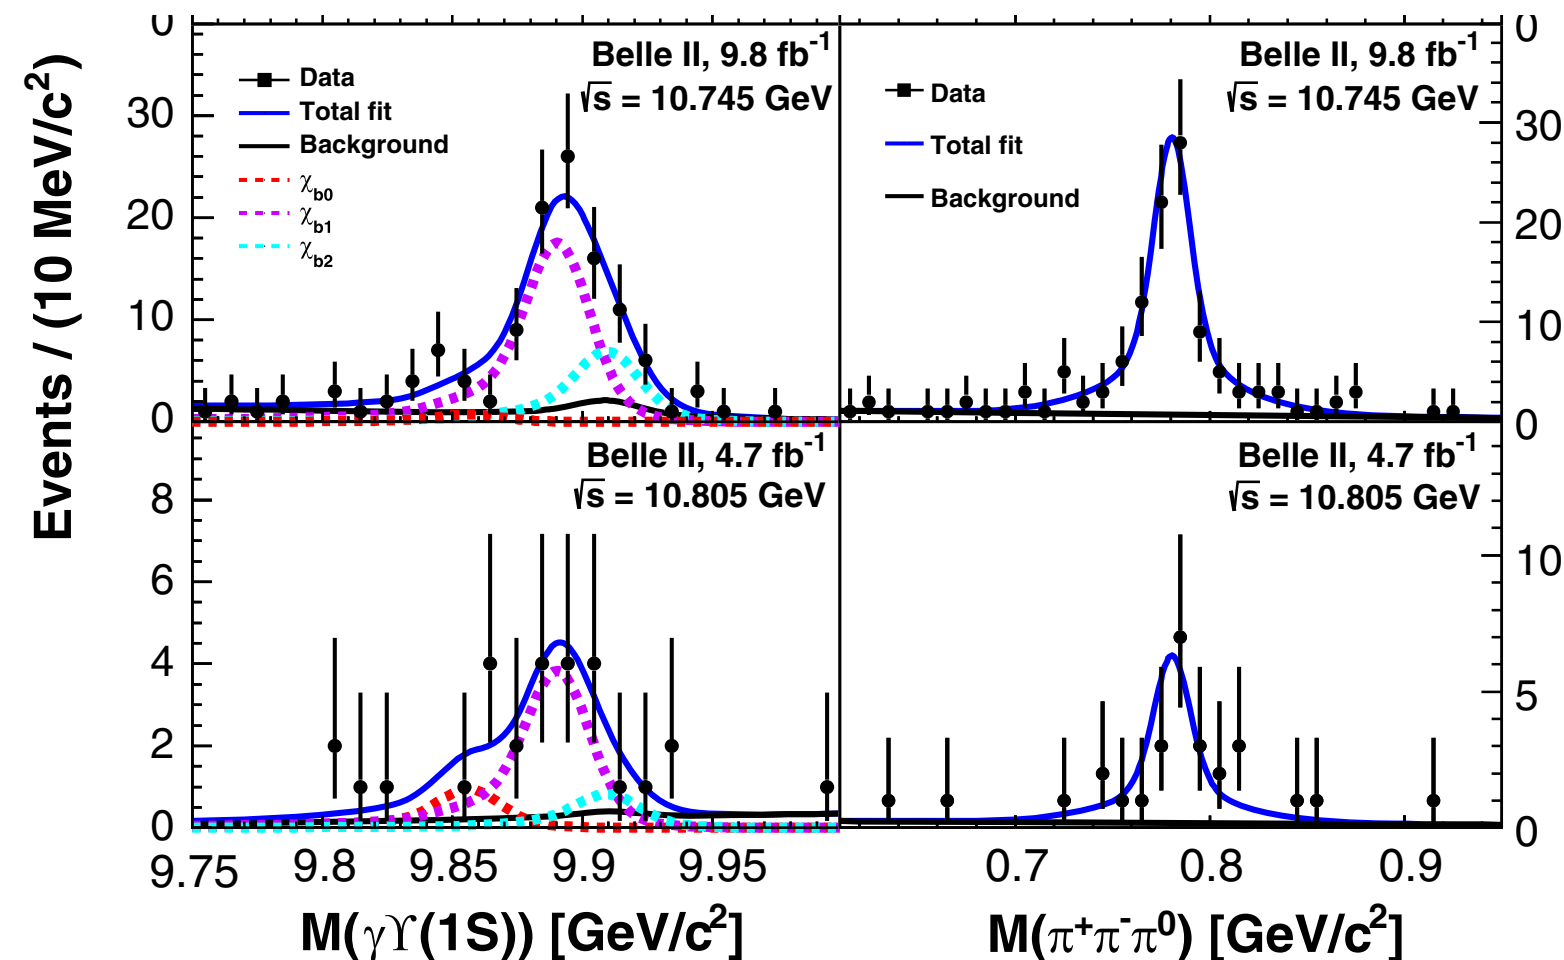 Events / (10 MeV/c²)
0
30
20
10
0
Data
Total fit
Background
χb0
χb1
χb2
Belle II, 9.8 fb⁻¹
√s = 10.745 GeV
Data
Total fit
Background
Belle II, 9.8 fb⁻¹
√s = 10.745 GeV
0
30
20
10
0
8
6
4
2
0
Belle II, 4.7 fb⁻¹
√s = 10.805 GeV
Belle II, 4.7 fb⁻¹
√s = 10.805 GeV
10
5
0
9.75 9.8 9.85 9.9 9.95
0.7 0.8 0.9
M(γϒ(1S)) [GeV/c²]
M(π⁺π⁻π⁰) [GeV/c²]